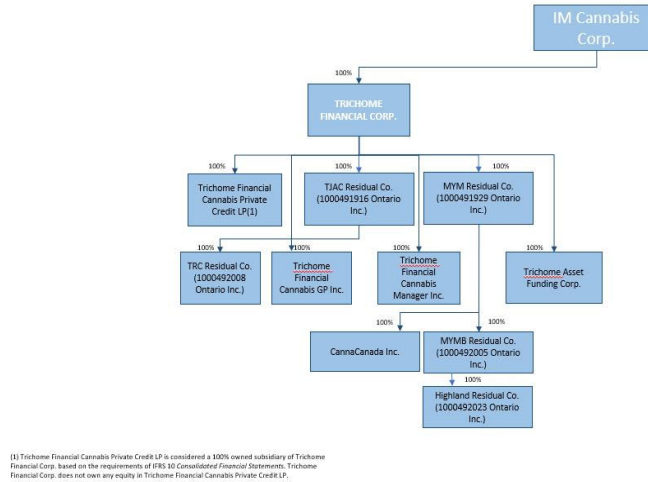 IM Cannabis
Corp.
100%
TRICHOME
FINANCIAL CORP.
100%
100%
100%
Trichome Financial
Cannabis Private
Credit LP(1)
TJAC Residual Co.
(1000491916 Ontario
Inc.)
MYM Residual Co.
(1000491929 Ontario
Inc.)
100%
100%
100%
100%
TRC Residual Co.
(1000492008
Ontario Inc.)
Trichome
Financial
Cannabis GP Inc.
Trichome
Financial
Cannabis
Manager Inc.
Trichome Asset
Funding Corp.
100%
100%
CannaCanada Inc.
MYMB Residual Co.
(1000492005 Ontario
Inc.)
100%
Highland Residual Co.
(1000492023 Ontario
Inc.)
(1) Trichome Financial Cannabis Private Credit LP is considered a 100% owned subsidiary of Trichome
Financial Corp. based on the requirements of IFRS 10 Consolidated Financial Statements. Trichome
Financial Corp. does not own any equity in Trichome Financial Cannabis Private Credit LP.